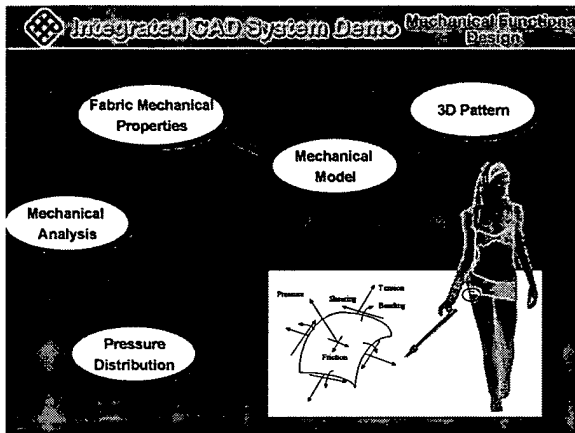 Integrated CAD System Demo
Mechanical Functional
Design
Fabric Mechanical
Properties
3D Pattern
Mechanical
Model
Mechanical
Analysis
Pressure
Distribution
Pressure
Shearing
Tension
Bending
Friction